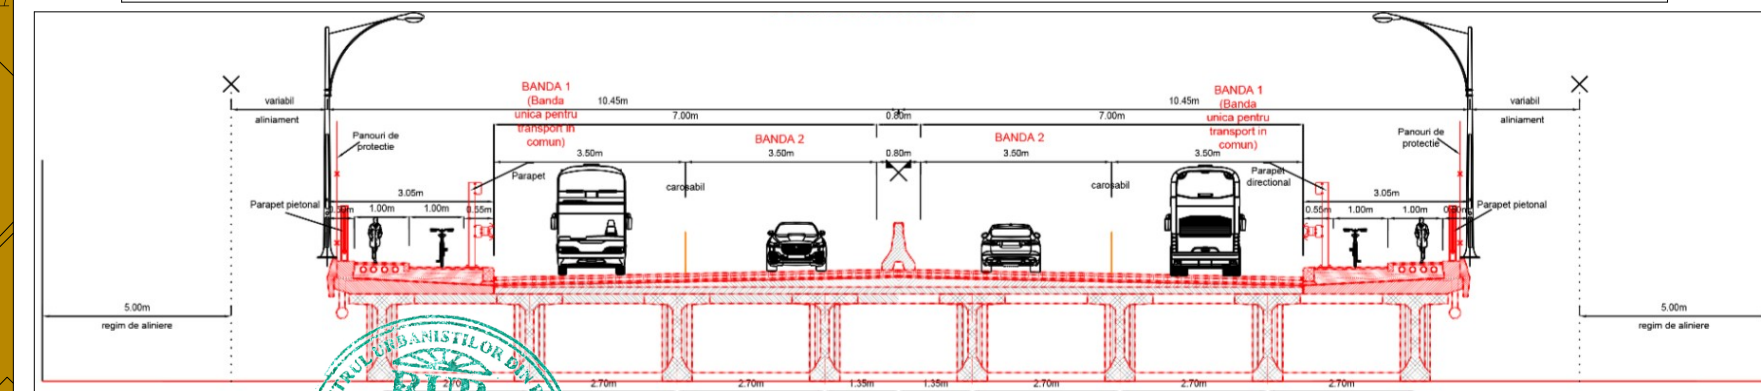 BANDA 1
(Banda
unica pentru
transport in
comun)
BANDA 1
(Banda
unica pentru
transport in
comun)
variabil
10.45m
10.45m
variabil
aliniament
7.00m
0.80m
7.00m
aliniament
Panouri de
protectie
BANDA 2
BANDA 2
Panouri de
protectie
3.50m
3.50m
0.80m
3.50m
3.50m
Parapet
carosabil
carosabil
Parapet
directional
3.05m
3.05m
Parapet pietonal
1.00m
1.00m
0.55m
0.55m
1.00m
1.00m
Parapet pietonal
5.00m
regim de aliniere
5.00m
regim de aliniere
URBANISTILOR DIN
RUR
2.70m
2.70m
2.70m
1.35m
1.35m
2.70m
2.70m
2.70m